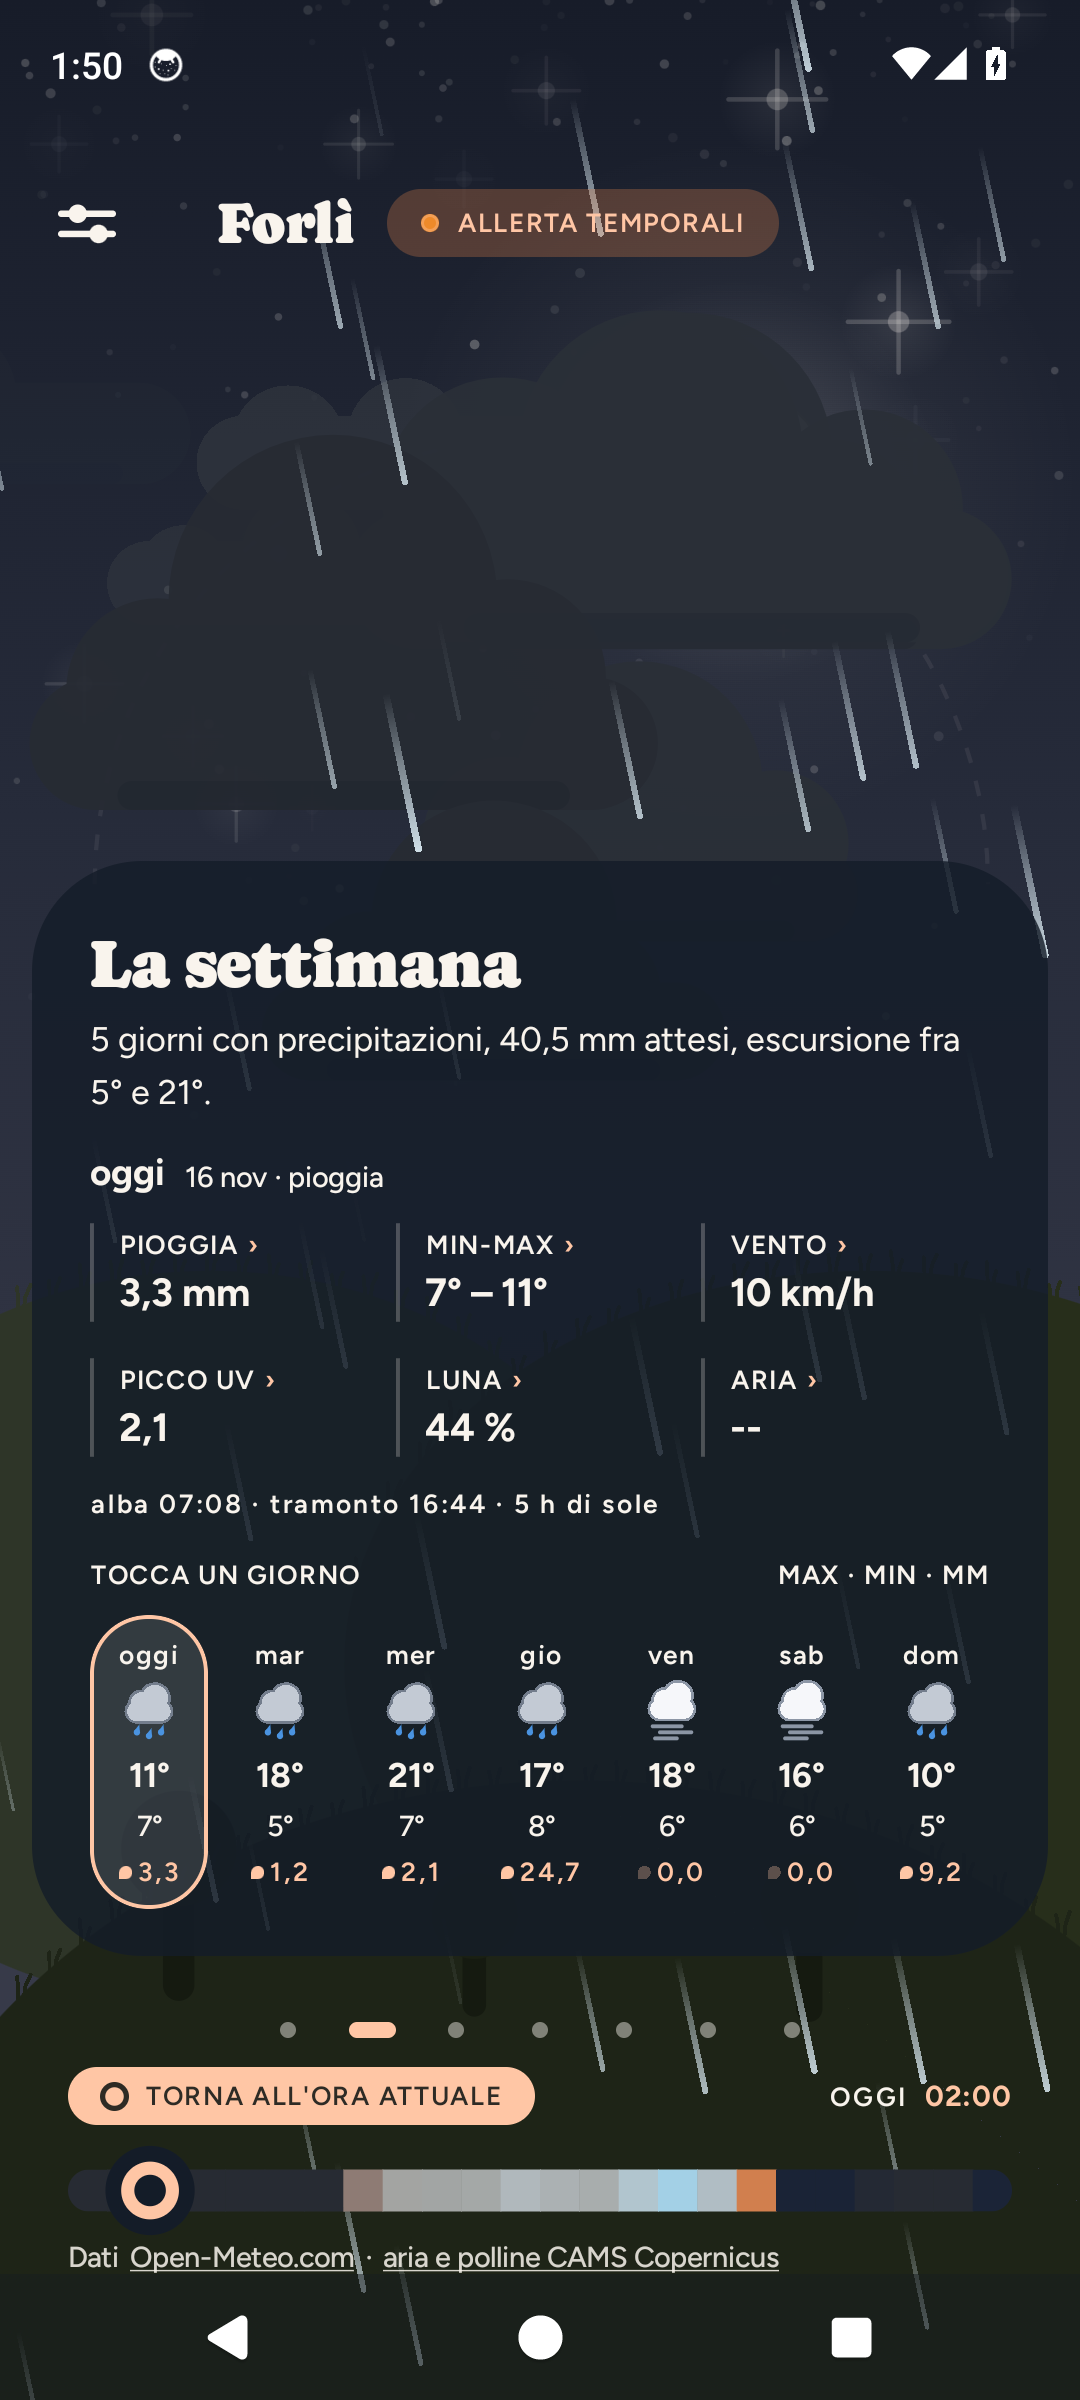 1:50
Forlì
ALLERTA TEMPORALI
La settimana
5 giorni con precipitazioni, 40,5 mm attesi, escursione fra
5° e 21°.
oggi 16 nov · pioggia
PIOGGIA › MIN-MAX › VENTO ›
3,3 mm 7° – 11° 10 km/h
PICCO UV › LUNA › ARIA ›
2,1 44 % --
alba 07:08 · tramonto 16:44 · 5 h di sole
TOCCA UN GIORNO MAX · MIN · MM
oggi mar mer gio ven sab dom
11° 18° 21° 17° 18° 16° 10°
7° 5° 7° 8° 6° 6° 5°
3,3 1,2 2,1 24,7 0,0 0,0 9,2
TORNA ALL'ORA ATTUALE OGGI 02:00
Dati Open-Meteo.com · aria e polline CAMS Copernicus